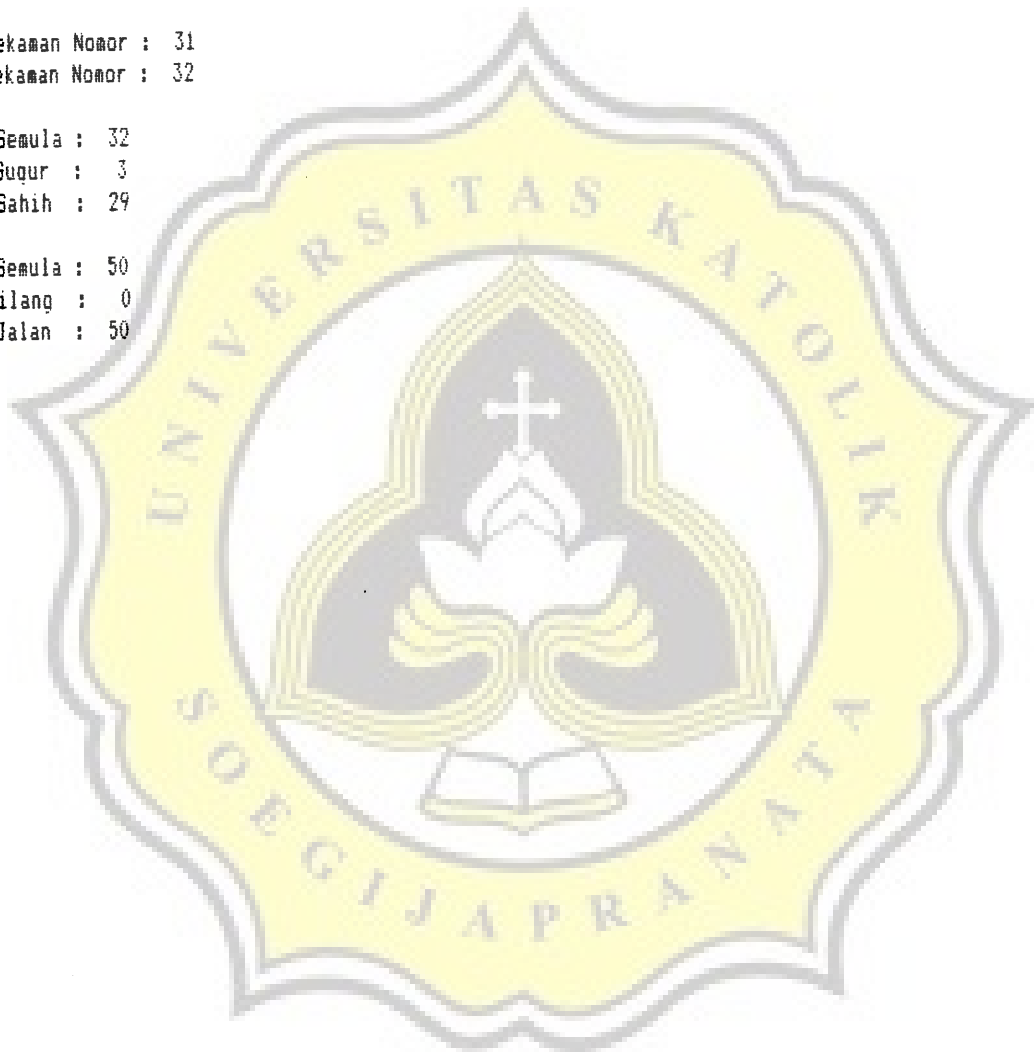 ekaman Nomor : 31
ekaman Nomor : 32
Semula : 32
Gugur : 3
Sahih : 29
Semula : 50
ilang : 0
Jalan : 50
UNIVERSITAS KATOLIK
SOEGIJAPRANATA